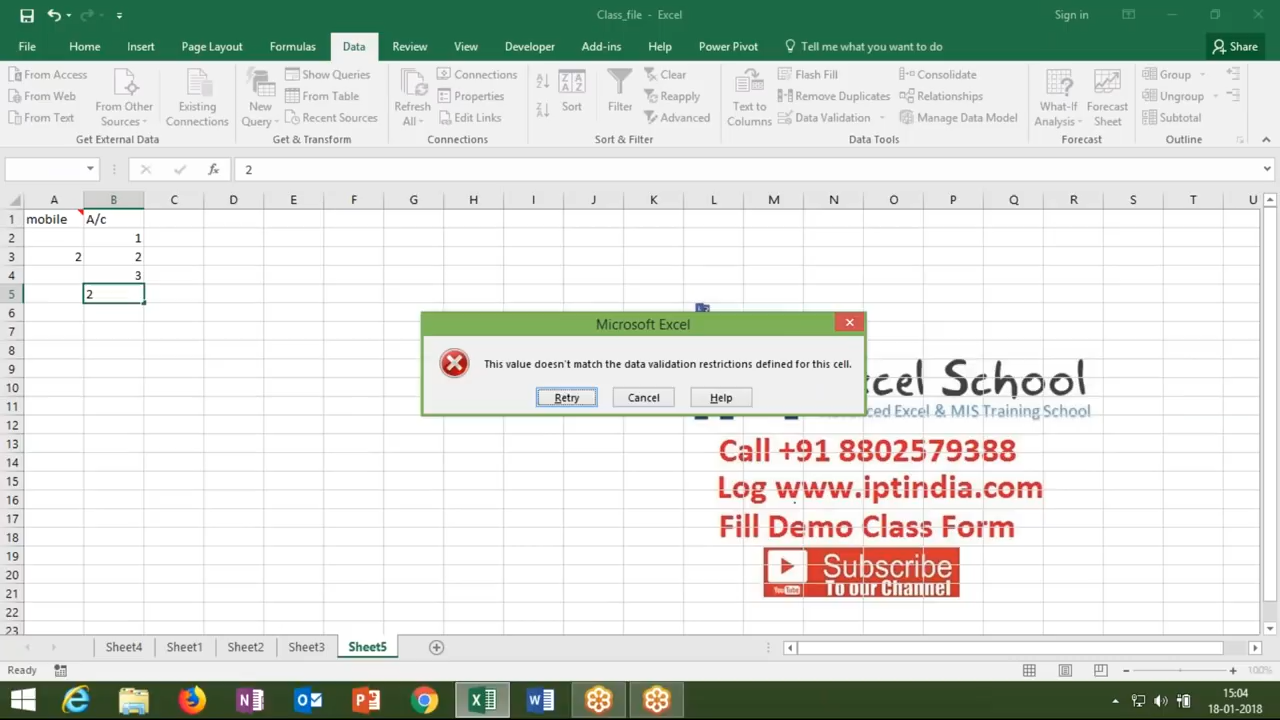 Class_file - Excel
Sign in
File Home Insert Page Layout Formulas Data Review View Developer Add-ins Help Power Pivot Tell me what you want to do Share
From Access
From Web
From Text
From Other Sources
Existing Connections
Get External Data
New Query
Show Queries
From Table
Recent Sources
Get & Transform
Refresh All
Connections
Properties
Edit Links
Connections
Sort
Filter
Clear
Reapply
Advanced
Sort & Filter
Text to Columns
Flash Fill
Remove Duplicates
Data Validation
Consolidate
Relationships
Manage Data Model
Data Tools
What-If Analysis
Forecast Sheet
Forecast
Group
Ungroup
Subtotal
Outline
fx 2
A B C D E F G H I J K L M N O P Q R S T U
1 mobile A/c
2 1
3 2 2
4 3
5 2
6
7
8
9
10
11
12
13
14
15
16
17
18
19
20
21
22
23
Microsoft Excel
This value doesn't match the data validation restrictions defined for this cell.
Retry Cancel Help
xcel School
Advanced Excel & MIS Training School
Call +91 8802579388
Log www.iptindia.com
Fill Demo Class Form
Subscribe
YouTube To our Channel
Sheet4 Sheet1 Sheet2 Sheet3 Sheet5
Ready
100%
15:04
18-01-2018